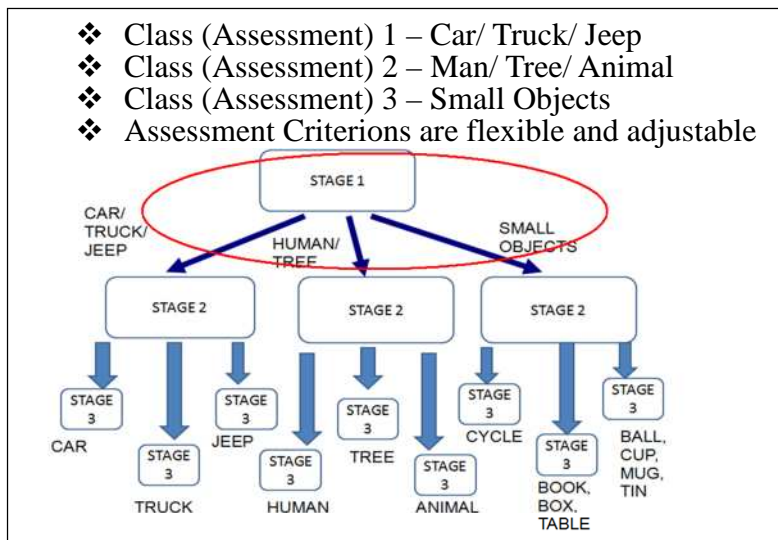 ❖ Class (Assessment) 1 – Car/ Truck/ Jeep
❖ Class (Assessment) 2 – Man/ Tree/ Animal
❖ Class (Assessment) 3 – Small Objects
❖ Assessment Criterions are flexible and adjustable
STAGE 1
CAR/
TRUCK/
JEEP
HUMAN/
TREE
SMALL
OBJECTS
STAGE 2
STAGE 2
STAGE 2
STAGE
3
CAR
STAGE
3
TRUCK
STAGE
3
JEEP
STAGE
3
HUMAN
STAGE
3
TREE
STAGE
3
ANIMAL
STAGE
3
CYCLE
STAGE
3
BOOK,
BOX,
TABLE
STAGE
3
BALL,
CUP,
MUG,
TIN